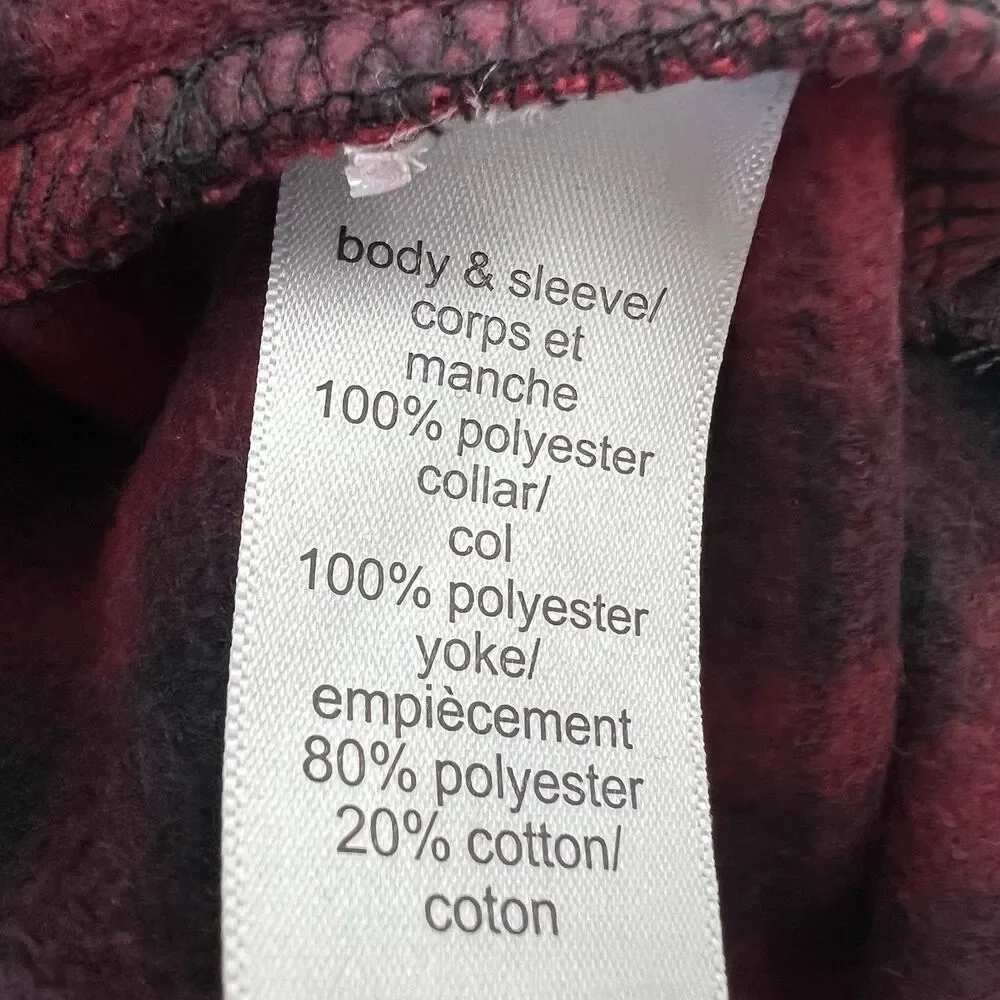 body & sleeve/
corps et
manche
100% polyester
collar/
col
100% polyester
yoke/
empiècement
80% polyester
20% cotton/
coton